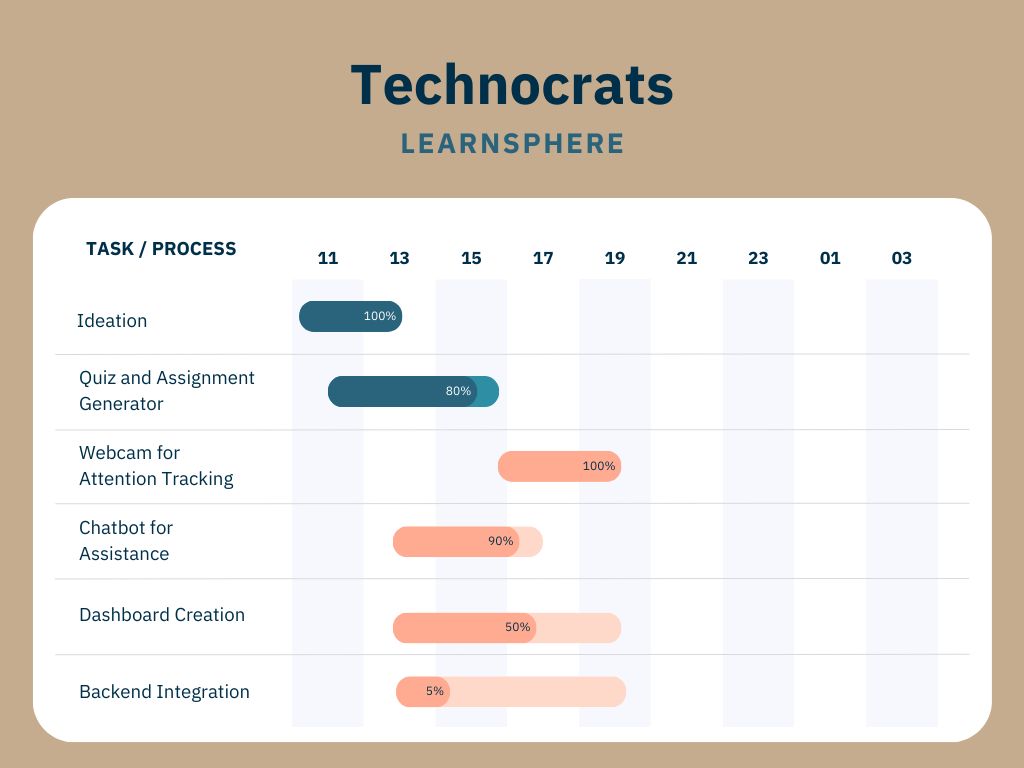 Technocrats
LEARNSPHERE
TASK / PROCESS
11 13 15 17 19 21 23 01 03
Ideation
100%
Quiz and Assignment
Generator
80%
Webcam for
Attention Tracking
100%
Chatbot for
Assistance
90%
Dashboard Creation
50%
Backend Integration
5%